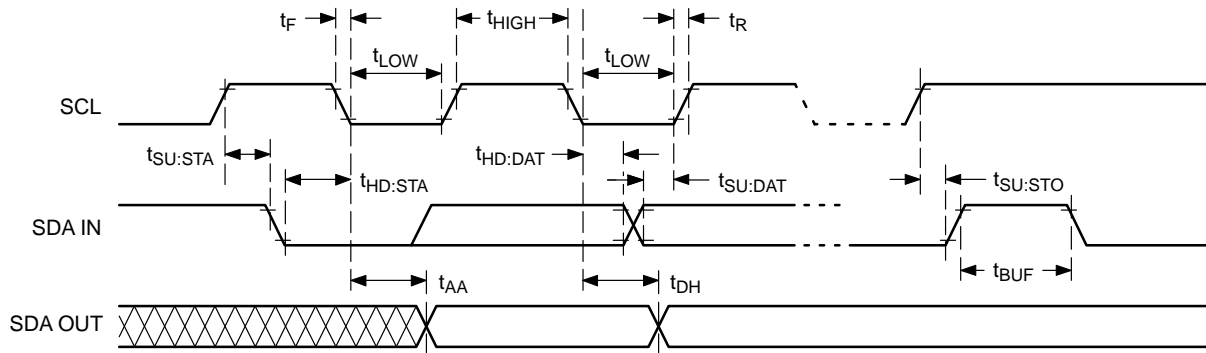 tF
tHIGH
tR
tLOW
tLOW
SCL
tSU:STA
tHD:STA
tHD:DAT
tSU:DAT
tSU:STO
SDA IN
tBUF
tAA
tDH
SDA OUT